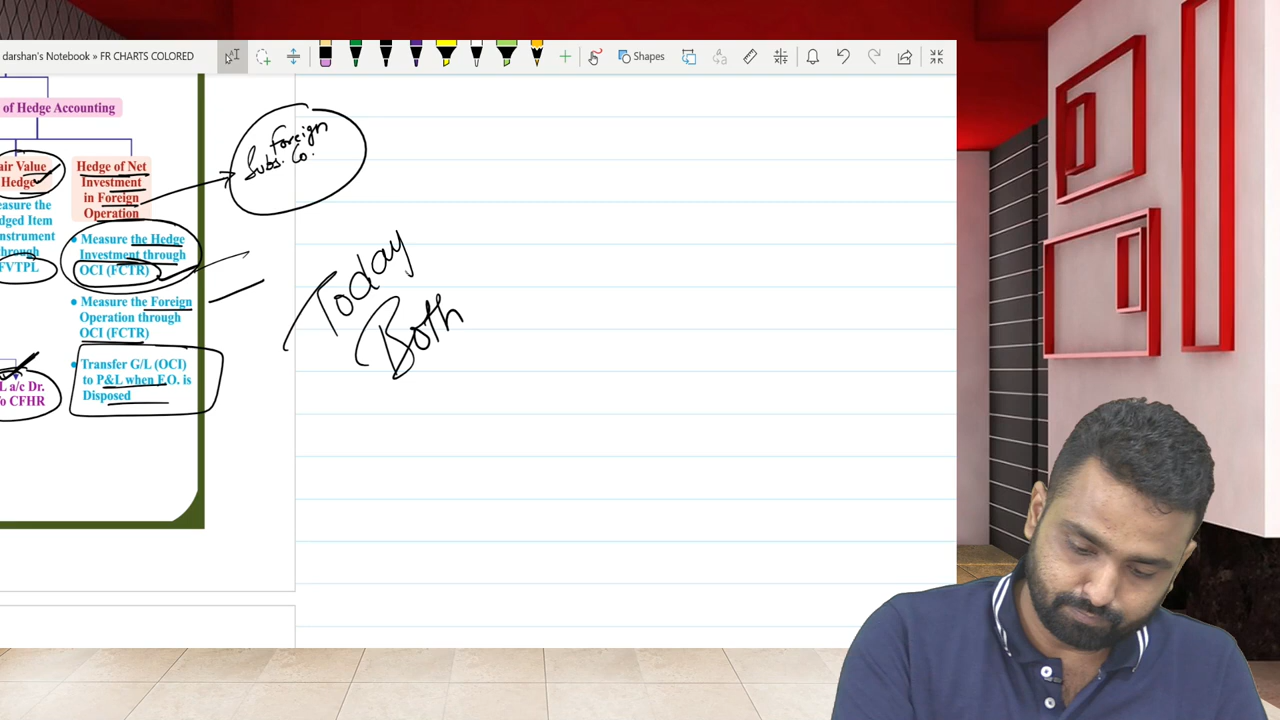 darshan's Notebook » FR CHARTS COLORED
Shapes
of Hedge Accounting
air Value
Hedge
easure the
dged Item
nstrument
hrough
FVTPL
L a/c Dr.
o CFHR
Hedge of Net
Investment
in Foreign
Operation
• Measure the Hedge
Investment through
OCI (FCTR)
• Measure the Foreign
Operation through
OCI (FCTR)
• Transfer G/L (OCI)
to P&L when F.O. is
Disposed
Foreign
Subs. Co.
Today
Both